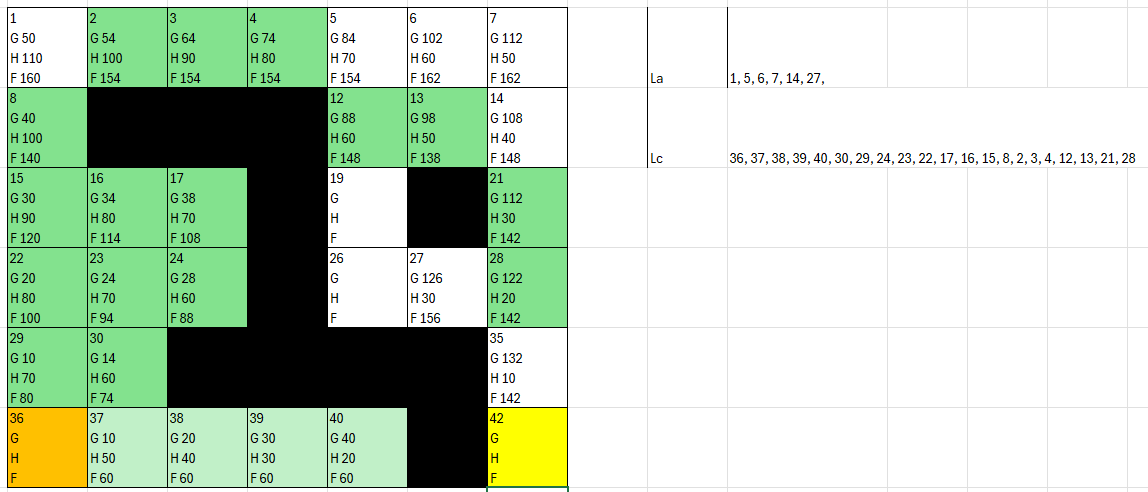 1 2 3 4 5 6 7
G 50 G 54 G 64 G 74 G 84 G 102 G 112
H 110 H 100 H 90 H 80 H 70 H 60 H 50
F 160 F 154 F 154 F 154 F 154 F 162 F 162 La 1, 5, 6, 7, 14, 27,
8 12 13 14
G 40 G 88 G 98 G 108
H 100 H 60 H 50 H 40
F 140 F 148 F 138 F 148 Lc 36, 37, 38, 39, 40, 30, 29, 24, 23, 22, 17, 16, 15, 8, 2, 3, 4, 12, 13, 21, 28
15 16 17 19 21
G 30 G 34 G 38 G G 112
H 90 H 80 H 70 H H 30
F 120 F 114 F 108 F F 142
22 23 24 26 27 28
G 20 G 24 G 28 G G 126 G 122
H 80 H 70 H 60 H H 30 H 20
F 100 F 94 F 88 F F 156 F 142
29 30 35
G 10 G 14 G 132
H 70 H 60 H 10
F 80 F 74 F 142
36 37 38 39 40 42
G G 10 G 20 G 30 G 40 G
H H 50 H 40 H 30 H 20 H
F F 60 F 60 F 60 F 60 F